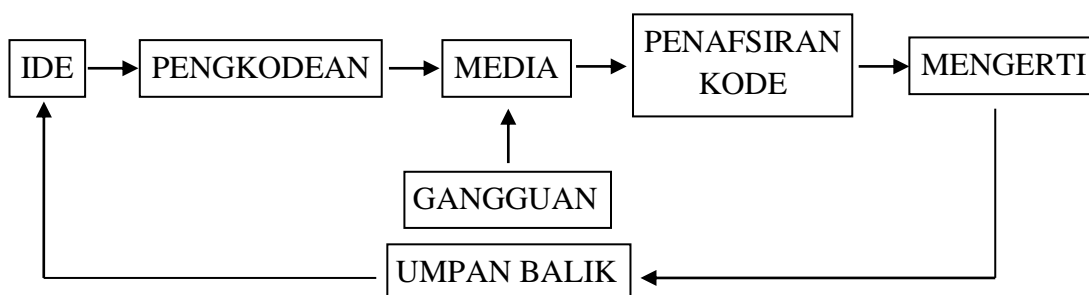 IDE
PENGKODEAN
MEDIA
PENAFSIRAN
KODE
MENGERTI
GANGGUAN
UMPAN BALIK